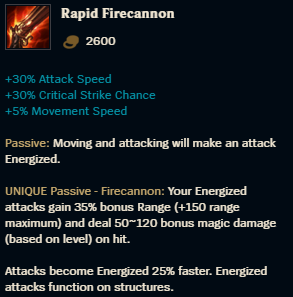 Rapid Firecannon
2600
+30% Attack Speed
+30% Critical Strike Chance
+5% Movement Speed
Passive: Moving and attacking will make an attack
Energized.
UNIQUE Passive - Firecannon: Your Energized
attacks gain 35% bonus Range (+150 range
maximum) and deal 50~120 bonus magic damage
(based on level) on hit.
Attacks become Energized 25% faster. Energized
attacks function on structures.